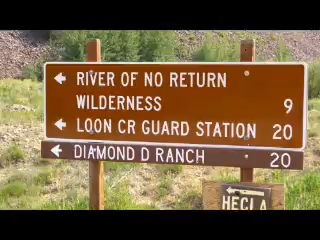 ← RIVER OF NO RETURN
WILDERNESS 9
← LOON CR GUARD STATION 20
← DIAMOND D RANCH 20
←
HECLA